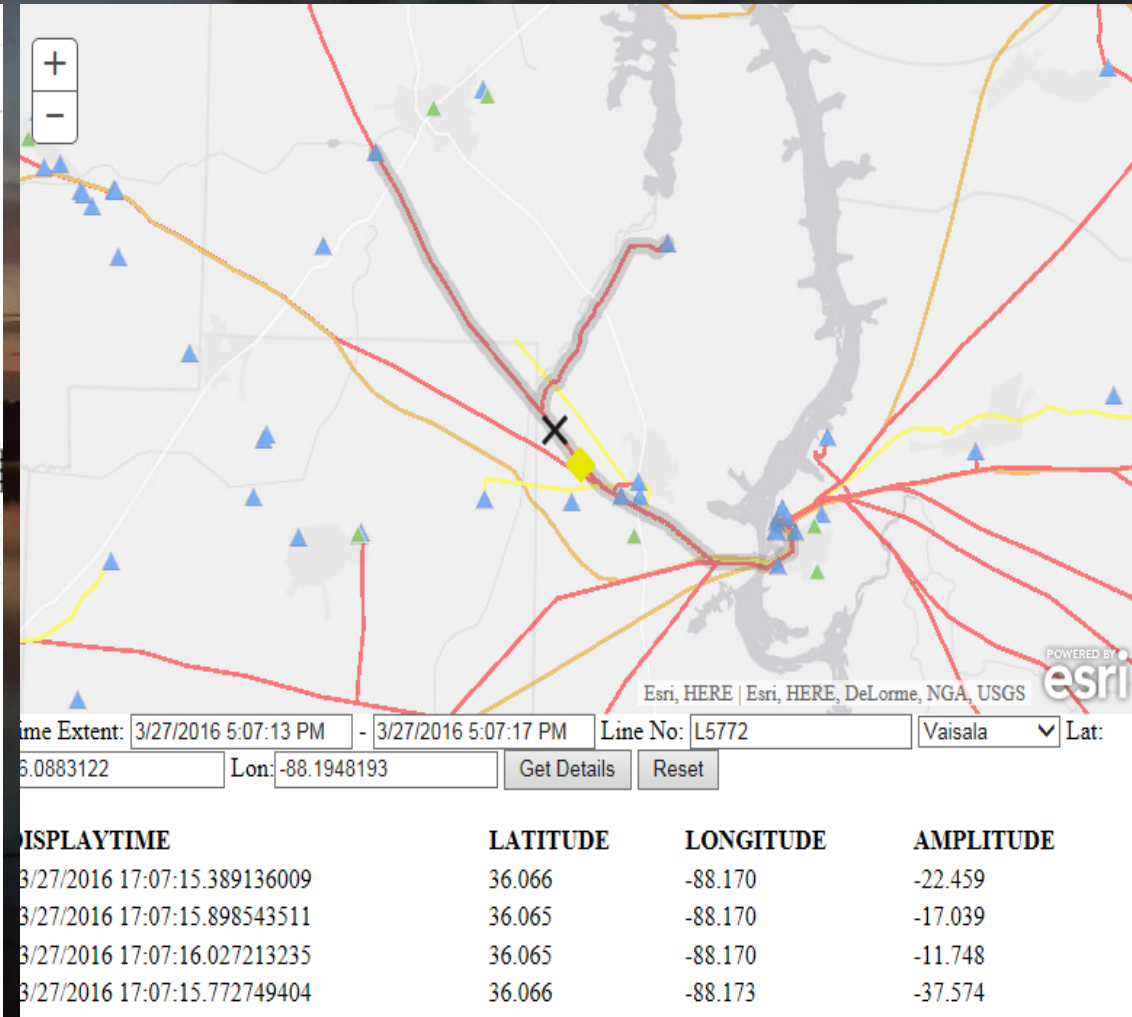 +
−
POWERED BY
esri
Esri, HERE | Esri, HERE, DeLorme, NGA, USGS
ime Extent: 3/27/2016 5:07:13 PM - 3/27/2016 5:07:17 PM Line No: L5772 Vaisala Lat:
6.0883122 Lon: -88.1948193 Get Details Reset
DISPLAYTIME LATITUDE LONGITUDE AMPLITUDE
3/27/2016 17:07:15.389136009 36.066 -88.170 -22.459
3/27/2016 17:07:15.898543511 36.065 -88.170 -17.039
3/27/2016 17:07:16.027213235 36.065 -88.170 -11.748
3/27/2016 17:07:15.772749404 36.066 -88.173 -37.574